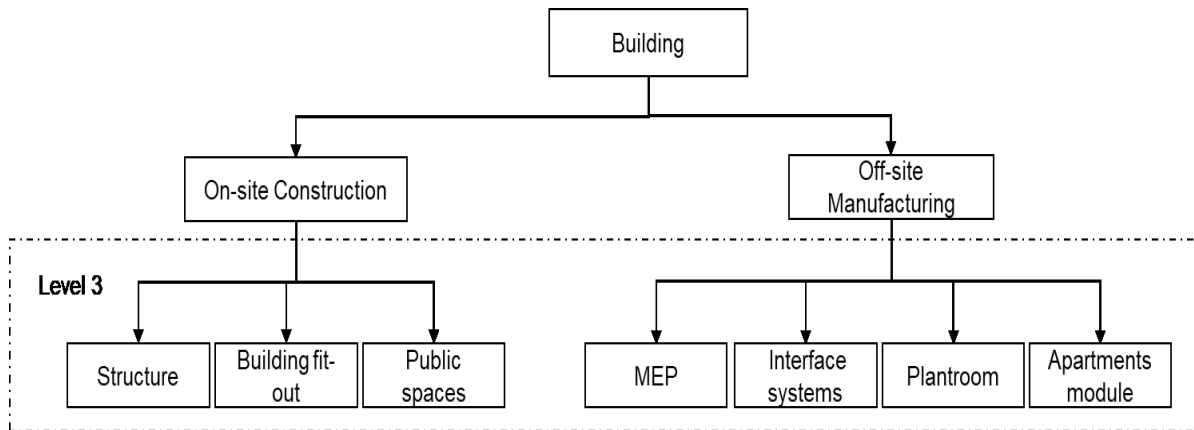 Building
On-site Construction
Off-site
Manufacturing
Level 3
Structure
Building fit-
out
Public
spaces
MEP
Interface
systems
Plantroom
Apartments
module